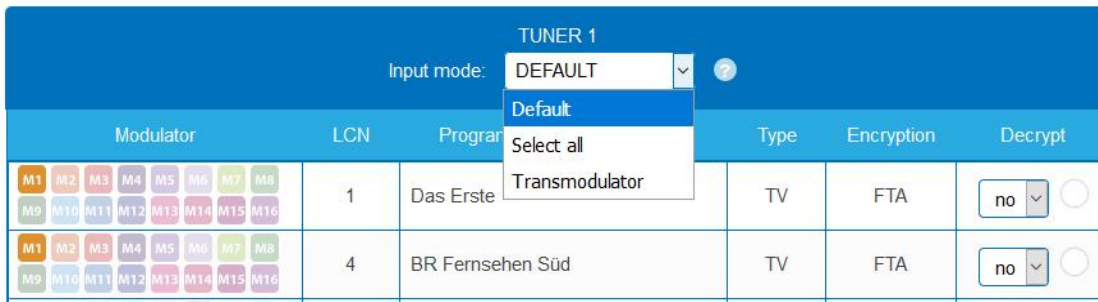 TUNER 1
Input mode: DEFAULT
Default
Select all
Transmodulator
Modulator LCN Program Type Encryption Decrypt
M1 M2 M3 M4 M5 M6 M7 M8
M9 M10 M11 M12 M13 M14 M15 M16
1 Das Erste TV FTA no
M1 M2 M3 M4 M5 M6 M7 M8
M9 M10 M11 M12 M13 M14 M15 M16
4 BR Fernsehen Süd TV FTA no